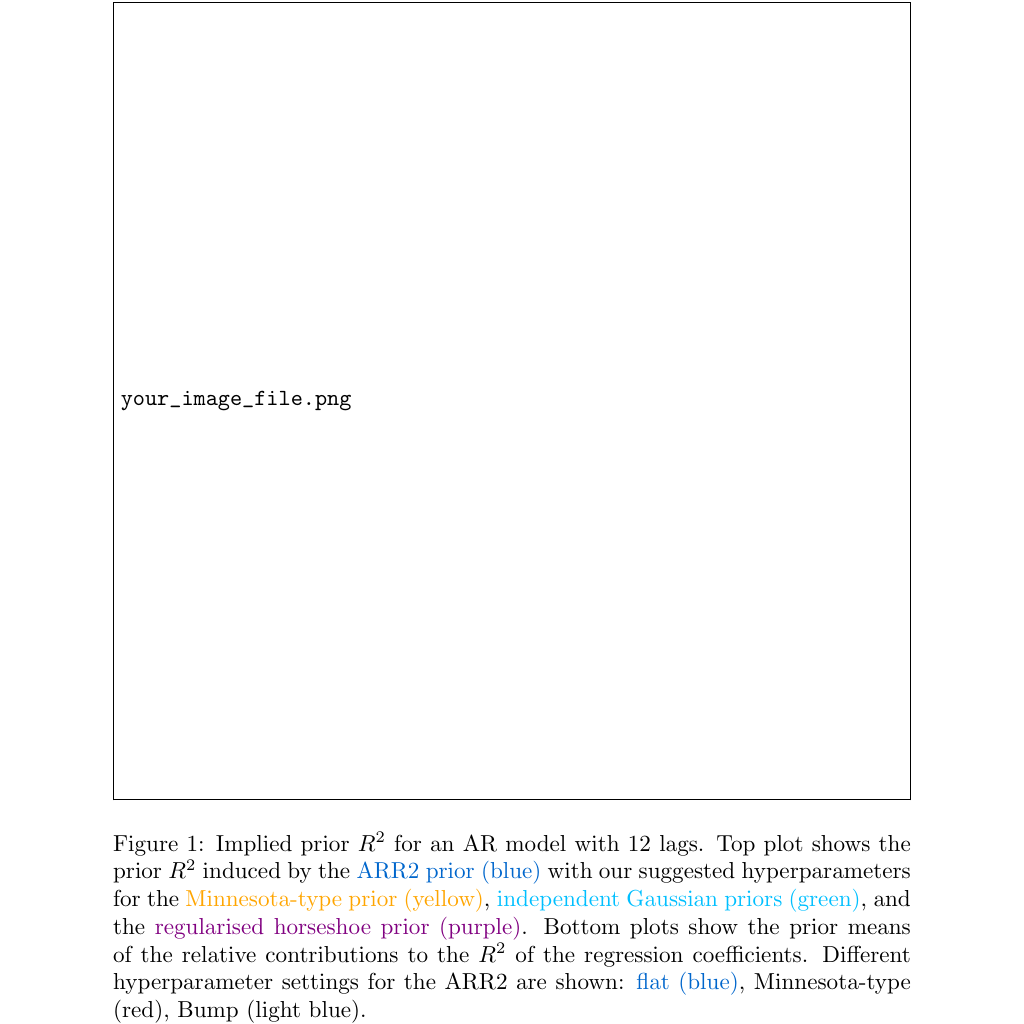 your_image_file.png
Figure 1: Implied prior R² for an AR model with 12 lags. Top plot shows the
prior R² induced by the ARR2 prior (blue) with our suggested hyperparameters
for the Minnesota-type prior (yellow), independent Gaussian priors (green), and
the regularised horseshoe prior (purple). Bottom plots show the prior means
of the relative contributions to the R² of the regression coefficients. Different
hyperparameter settings for the ARR2 are shown: flat (blue), Minnesota-type
(red), Bump (light blue).